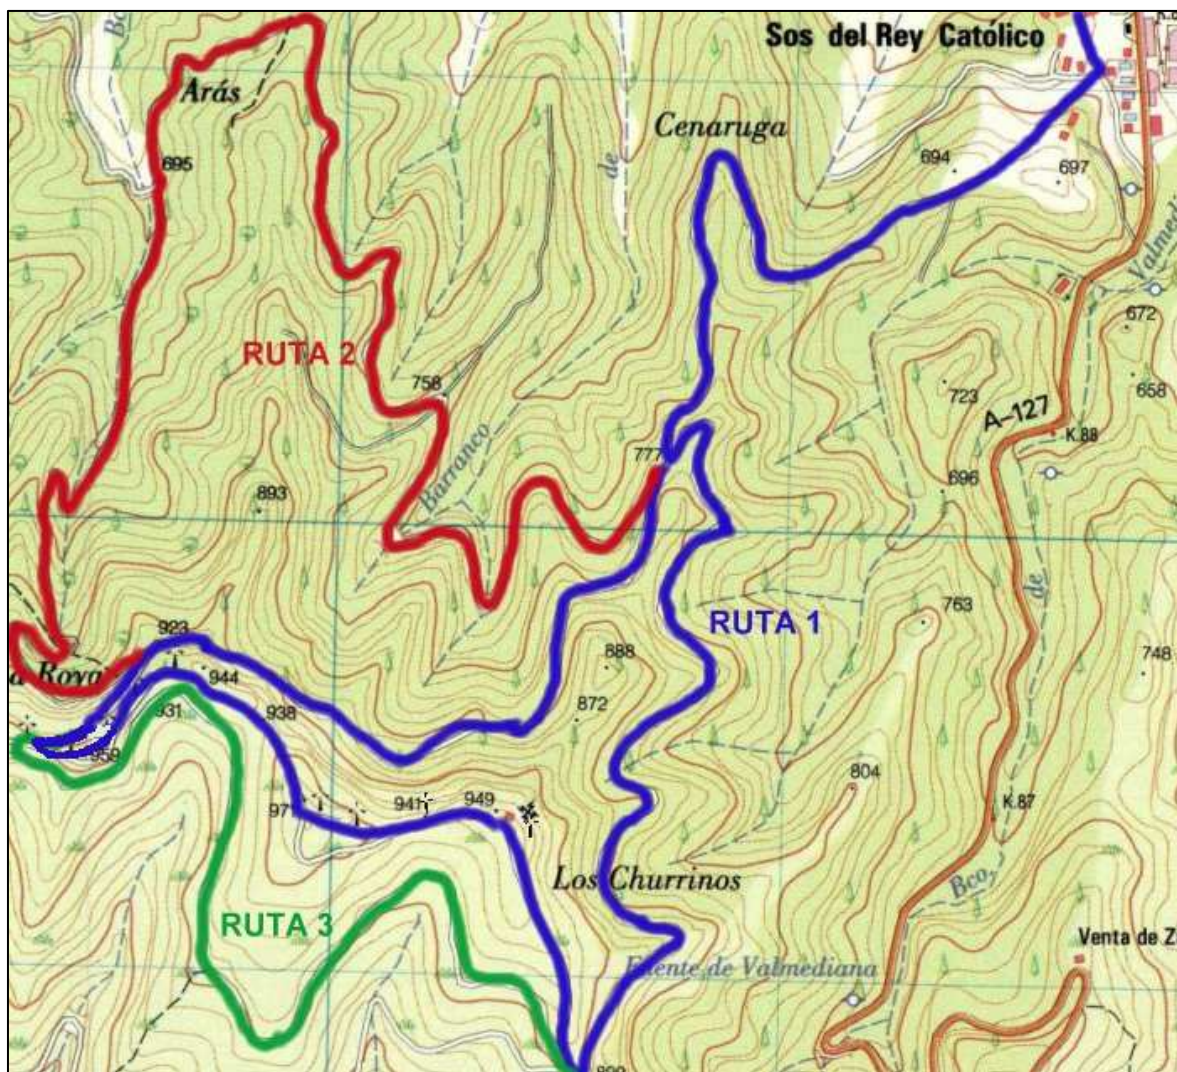 Sos del Rey Católico
Arás
Cenaruga
de
695
694
697
Valmedi
672
RUTA 2
758
658
723
A-127
K.88
777
Barranco
893
696
763
RUTA 1
de
923
888
748
a Roya
944
872
931
938
959
804
971
941
949
K.87
Los Churrinos
Bco,
RUTA 3
Venta de Z
Fuente de Valmediana